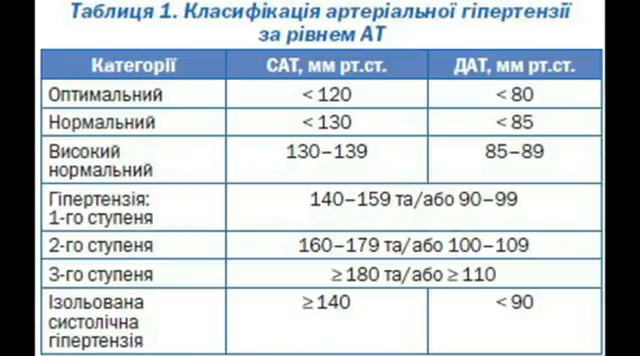 Таблиця 1. Класифікація артеріальної гіпертензії
за рівнем АТ
Категорії САТ, мм рт.ст. ДАТ, мм рт.ст.
Оптимальний < 120 < 80
Нормальний < 130 < 85
Високий 130–139 85–89
нормальний
Гіпертензія: 140–159 та/або 90–99
1-го ступеня
2-го ступеня 160–179 та/або 100–109
3-го ступеня ≥ 180 та/або ≥ 110
Ізольована ≥ 140 < 90
систолічна
гіпертензія